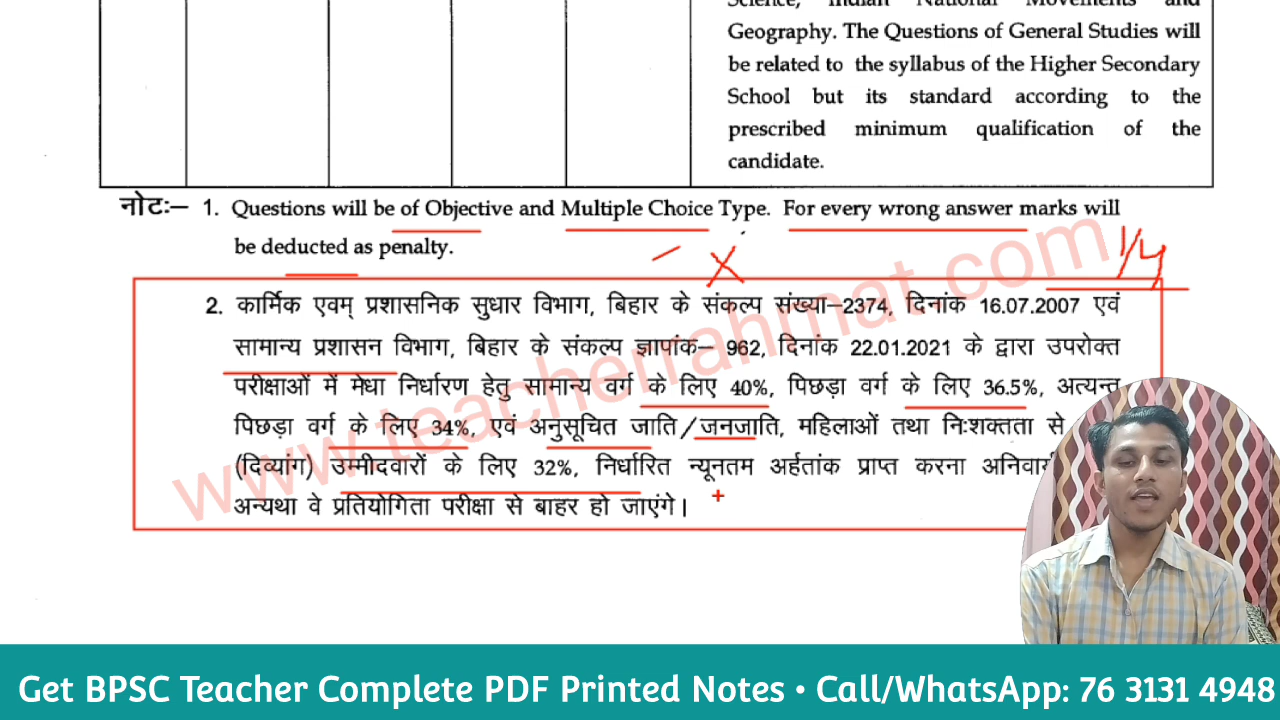 Science, Indian National Movements and
Geography. The Questions of General Studies will
be related to the syllabus of the Higher Secondary
School but its standard according to the
prescribed minimum qualification of the
candidate.
नोटः– 1. Questions will be of Objective and Multiple Choice Type. For every wrong answer marks will
be deducted as penalty.
– X 1/4
2. कार्मिक एवम् प्रशासनिक सुधार विभाग, बिहार के संकल्प संख्या–2374, दिनांक 16.07.2007 एवं
सामान्य प्रशासन विभाग, बिहार के संकल्प ज्ञापांक– 962, दिनांक 22.01.2021 के द्वारा उपरोक्त
परीक्षाओं में मेधा निर्धारण हेतु सामान्य वर्ग के लिए 40%, पिछड़ा वर्ग के लिए 36.5%, अत्यन्त
पिछड़ा वर्ग के लिए 34%, एवं अनुसूचित जाति/जनजाति, महिलाओं तथा निःशक्तता से
(दिव्यांग) उम्मीदवारों के लिए 32%, निर्धारित न्यूनतम अर्हतांक प्राप्त करना
अन्यथा वे प्रतियोगिता परीक्षा से बाहर हो जाएंगे।
www.teacherrahmat.com
Get BPSC Teacher Complete PDF Printed Notes • Call/WhatsApp: 76 3131 4948